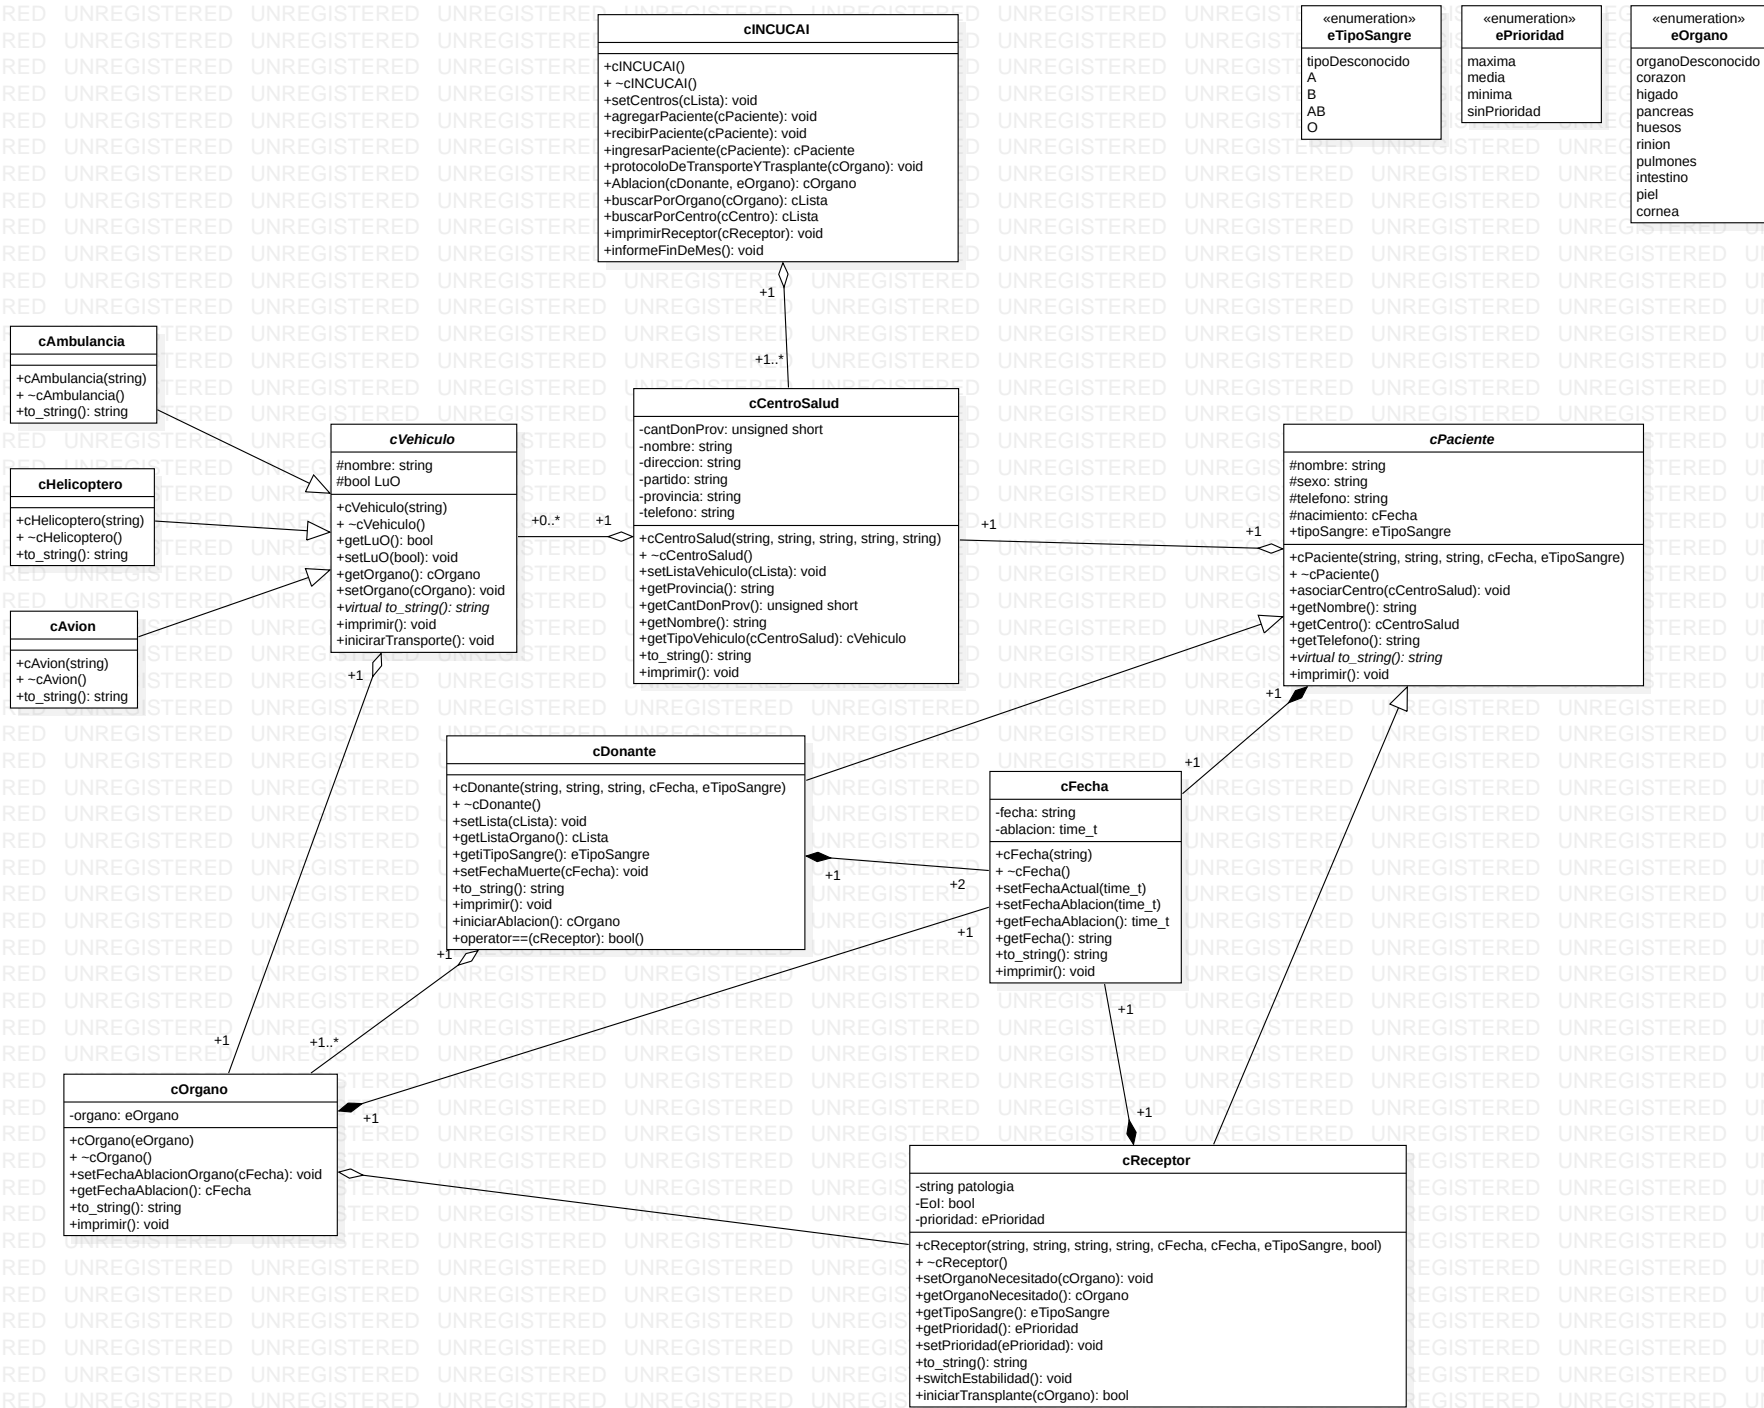 cINCUCAI
+cINCUCAI()
+ ~cINCUCAI()
+setCentros(cLista): void
+agregarPaciente(cPaciente): void
+recibirPaciente(cPaciente): void
+ingresarPaciente(cPaciente): cPaciente
+protocoloDeTransporteYTrasplante(cOrgano): void
+Ablacion(cDonante, eOrgano): cOrgano
+buscarPorOrgano(cOrgano): cLista
+buscarPorCentro(cCentro): cLista
+imprimirReceptor(cReceptor): void
+informeFinDeMes(): void
«enumeration»
eTipoSangre
tipoDesconocido
A
B
AB
O
«enumeration»
ePrioridad
maxima
media
minima
sinPrioridad
«enumeration»
eOrgano
organoDesconocido
corazon
higado
pancreas
huesos
rinion
pulmones
intestino
piel
cornea
+1
+1..*
cAmbulancia
+cAmbulancia(string)
+ ~cAmbulancia()
+to_string(): string
cHelicoptero
+cHelicoptero(string)
+ ~cHelicoptero()
+to_string(): string
cAvion
+cAvion(string)
+ ~cAvion()
+to_string(): string
cVehiculo
#nombre: string
#bool LuO
+cVehiculo(string)
+ ~cVehiculo()
+getLuO(): bool
+setLuO(bool): void
+getOrgano(): cOrgano
+setOrgano(cOrgano): void
+virtual to_string(): string
+imprimir(): void
+inicirarTransporte(): void
+0..*
+1
cCentroSalud
-cantDonProv: unsigned short
-nombre: string
-direccion: string
-partido: string
-provincia: string
-telefono: string
+cCentroSalud(string, string, string, string, string)
+ ~cCentroSalud()
+setListaVehiculo(cLista): void
+getProvincia(): string
+getCantDonProv(): unsigned short
+getNombre(): string
+getTipoVehiculo(cCentroSalud): cVehiculo
+to_string(): string
+imprimir(): void
+1
+1
cPaciente
#nombre: string
#sexo: string
#telefono: string
#nacimiento: cFecha
+tipoSangre: eTipoSangre
+cPaciente(string, string, string, cFecha, eTipoSangre)
+ ~cPaciente()
+asociarCentro(cCentroSalud): void
+getNombre(): string
+getCentro(): cCentroSalud
+getTelefono(): string
+virtual to_string(): string
+imprimir(): void
+1
+1
+1
cDonante
+cDonante(string, string, string, cFecha, eTipoSangre)
+ ~cDonante()
+setLista(cLista): void
+getListaOrgano(): cLista
+getiTipoSangre(): eTipoSangre
+setFechaMuerte(cFecha): void
+to_string(): string
+imprimir(): void
+iniciarAblacion(): cOrgano
+operator==(cReceptor): bool()
+1
+2
+1
+1
cFecha
-fecha: string
-ablacion: time_t
+cFecha(string)
+ ~cFecha()
+setFechaActual(time_t)
+setFechaAblacion(time_t)
+getFechaAblacion(): time_t
+getFecha(): string
+to_string(): string
+imprimir(): void
+1
+1
+1
+1..*
cOrgano
-organo: eOrgano
+cOrgano(eOrgano)
+ ~cOrgano()
+setFechaAblacionOrgano(cFecha): void
+getFechaAblacion(): cFecha
+to_string(): string
+imprimir(): void
+1
cReceptor
-string patologia
-EoI: bool
-prioridad: ePrioridad
+cReceptor(string, string, string, string, cFecha, cFecha, eTipoSangre, bool)
+ ~cReceptor()
+setOrganoNecesitado(cOrgano): void
+getOrganoNecesitado(): cOrgano
+getTipoSangre(): eTipoSangre
+getPrioridad(): ePrioridad
+setPrioridad(ePrioridad): void
+to_string(): string
+switchEstabilidad(): void
+iniciarTransplante(cOrgano): bool
UNREGISTERED